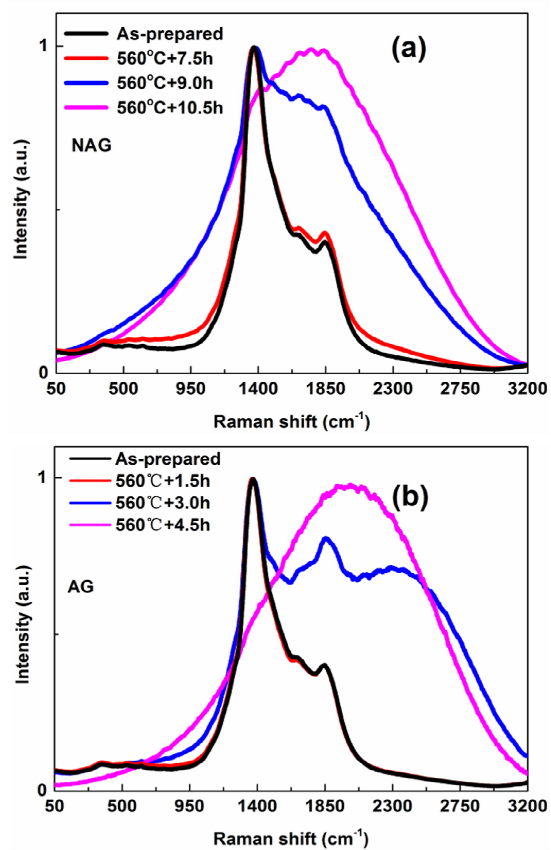 (a)
As-prepared
560°C+7.5h
560°C+9.0h
560°C+10.5h
NAG
Intensity (a.u.)
1
0
50 500 950 1400 1850 2300 2750 3200
Raman shift (cm⁻¹)
(b)
As-prepared
560℃+1.5h
560℃+3.0h
560℃+4.5h
AG
Intensity (a.u.)
1
0
50 500 950 1400 1850 2300 2750 3200
Raman shift (cm⁻¹)